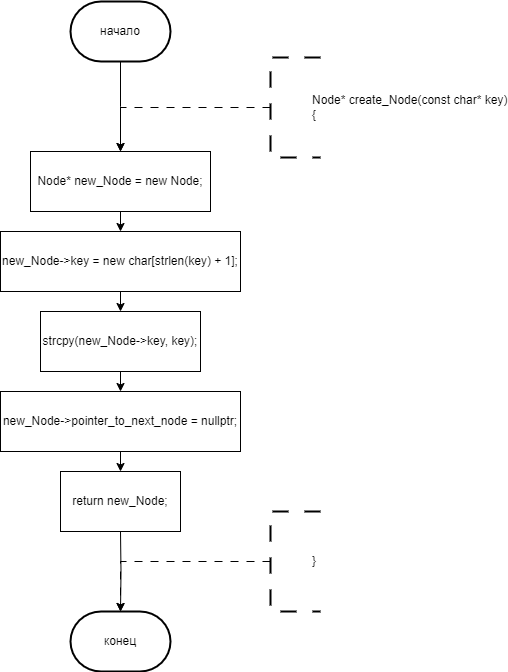 начало
Node* create_Node(const char* key)
{
Node* new_Node = new Node;
new_Node->key = new char[strlen(key) + 1];
strcpy(new_Node->key, key);
new_Node->pointer_to_next_node = nullptr;
return new_Node;
}
конец